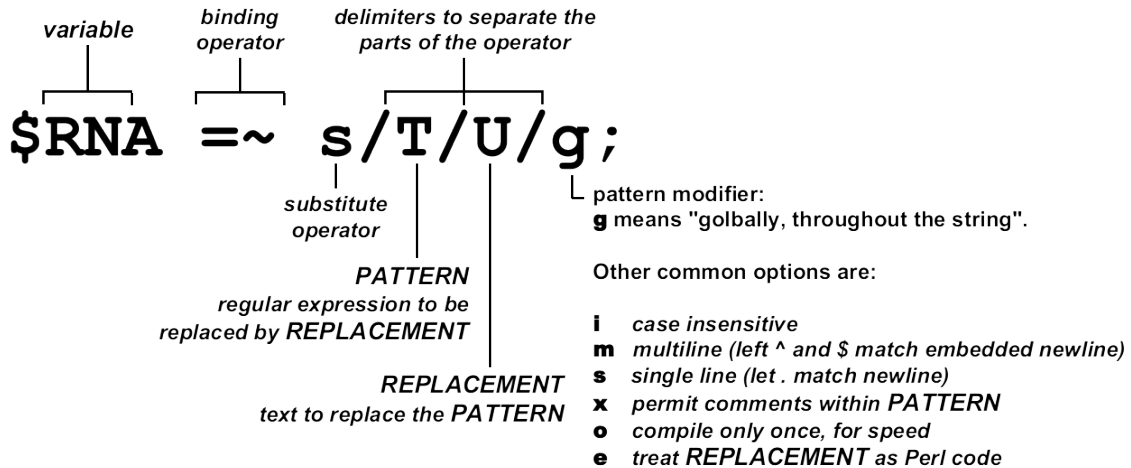 variable
binding
operator
delimiters to separate the
parts of the operator
$RNA =~ s/T/U/g;
substitute
operator
pattern modifier:
g means "golbally, throughout the string".
PATTERN
regular expression to be
replaced by REPLACEMENT
REPLACEMENT
text to replace the PATTERN
Other common options are:
i case insensitive
m multiline (left ^ and $ match embedded newline)
s single line (let . match newline)
x permit comments within PATTERN
o compile only once, for speed
e treat REPLACEMENT as Perl code